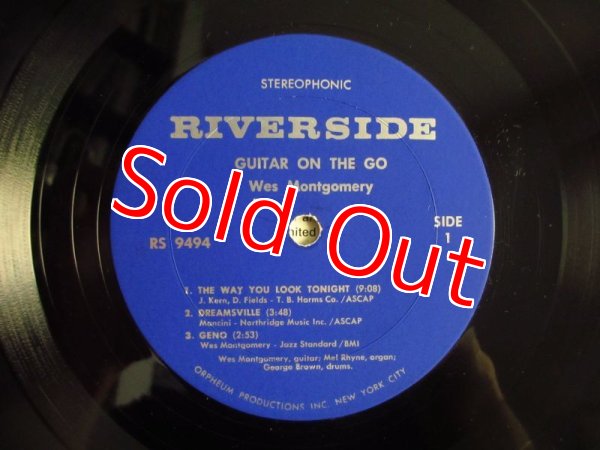 STEREOPHONIC
RIVERSIDE
GUITAR ON THE GO
Wes Montgomery
Sold Out
RS 9494
SIDE
1
1. THE WAY YOU LOOK TONIGHT (9:08)
J. Kern, D. Fields - T. B. Harms Co. /ASCAP
2. DREAMSVILLE (3:48)
Mancini - Northridge Music Inc. /ASCAP
3. GENO (2:53)
Wes Montgomery - Jazz Standard /BMI
Wes Montgomery, guitar; Mel Rhyne, organ;
George Brown, drums.
ORPHEUM PRODUCTIONS INC. NEW YORK CITY